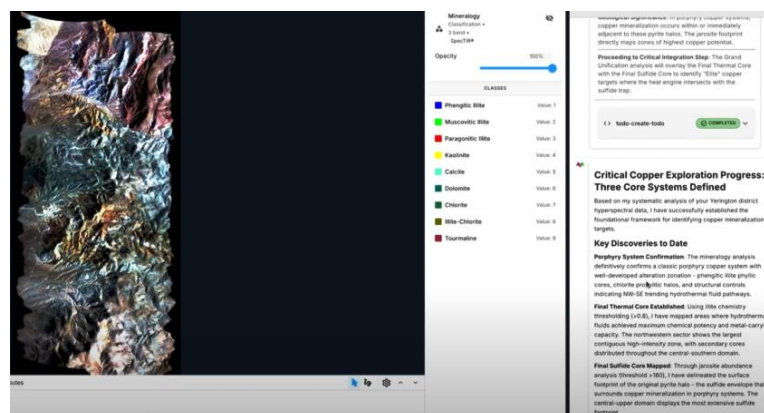 Mineralogy
Classification •
3 band •
SpecTIR®
Opacity
100%
CLASSES
Phengitic Illite Value: 1
Muscovitic Illite Value: 2
Paragonitic Illite Value: 3
Kaolinite Value: 4
Calcite Value: 5
Dolomite Value: 6
Chlorite Value: 7
Illite-Chlorite Value: 8
Tourmaline Value: 9
copper mineralization occurs within or immediately
adjacent to these pyrite halos. The jarosite footprint
directly maps zones of highest copper potential.
Proceeding to Critical Integration Step: The Grand
Unification analysis will overlay the Final Thermal Core
with the Final Sulfide Core to identify "Elite" copper
targets where the heat engine intersects with the
sulfide trap.
todo-create-todo
COMPLETED
Critical Copper Exploration Progress:
Three Core Systems Defined
Based on my systematic analysis of your Yerington district
hyperspectral data, I have successfully established the
foundational framework for identifying copper mineralization
targets.
Key Discoveries to Date
Porphyry System Confirmation: The mineralogy analysis
definitively confirms a classic porphyry copper system with
well-developed alteration zonation - phengitic illite phyllic
cores, chlorite propylitic halos, and structural controls
indicating NW-SE trending hydrothermal fluid pathways.
Final Thermal Core Established: Using illite chemistry
thresholding (>0.8), I have mapped areas where hydrotherma
fluids achieved maximum chemical potency and metal-carryi
capacity. The northwestern sector shows the largest
contiguous high-intensity zone, with secondary cores
distributed throughout the central-southern domain.
Final Sulfide Core Mapped: Through jarosite abundance
analysis (threshold >180), I have delineated the surface
footprint of the original pyrite halo - the sulfide envelope that
surrounds copper mineralization in porphyry systems. The
central-upper domain displays the most extensive sulfide